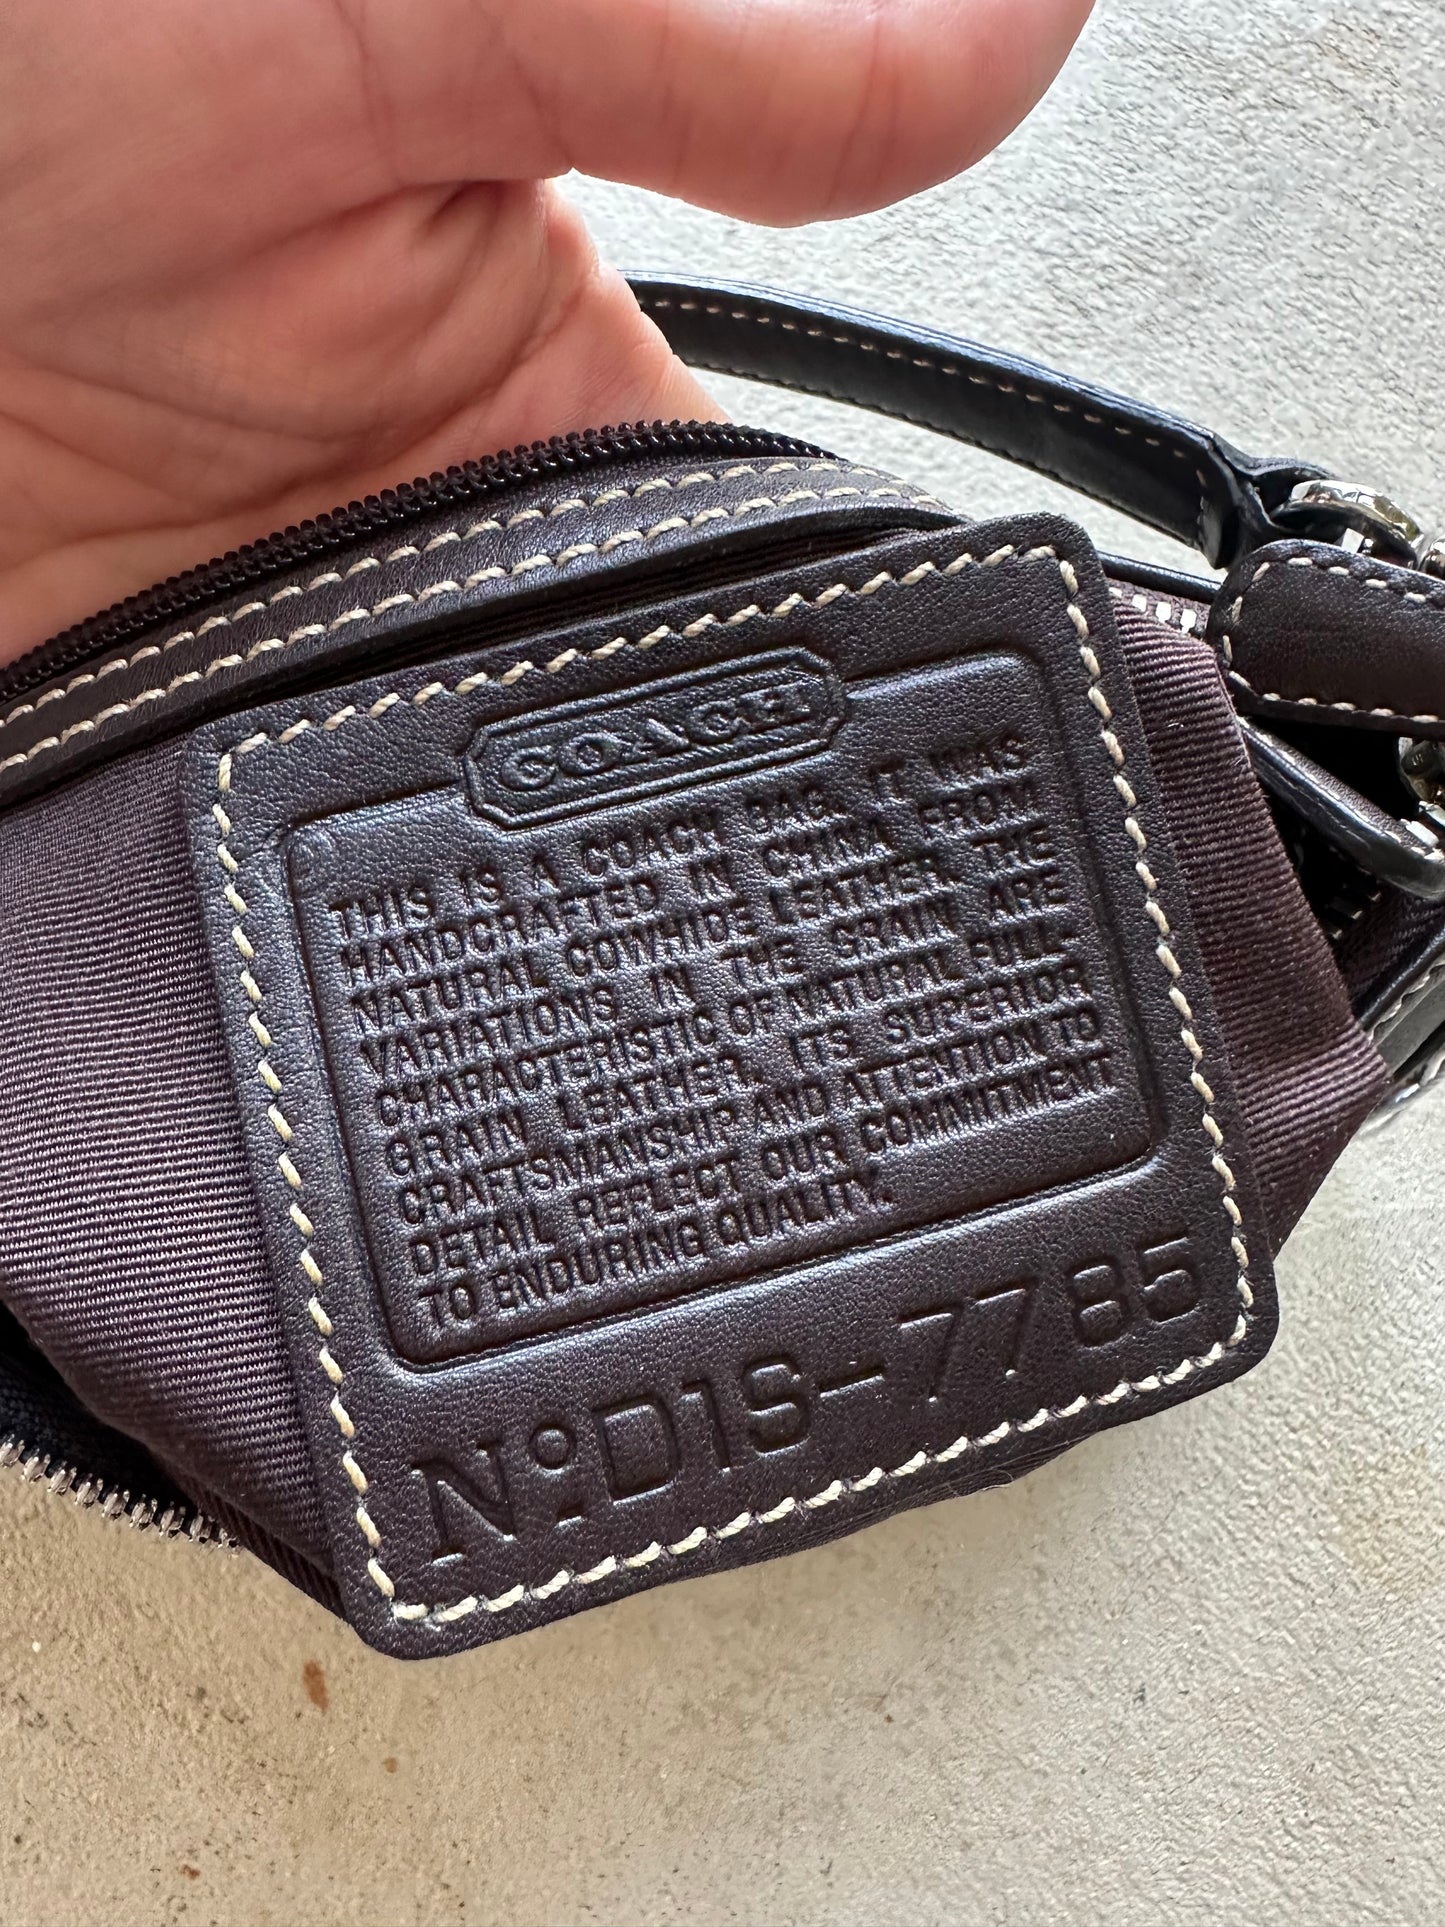 COACH
THIS IS A COACH BAG. IT WAS
HANDCRAFTED IN CHINA FROM
NATURAL COWHIDE LEATHER. THE
VARIATIONS IN THE GRAIN ARE
CHARACTERISTIC OF NATURAL FULL-
GRAIN LEATHER. ITS SUPERIOR
CRAFTSMANSHIP AND ATTENTION TO
DETAIL REFLECT OUR COMMITMENT
TO ENDURING QUALITY.
Nº.D1S-7785